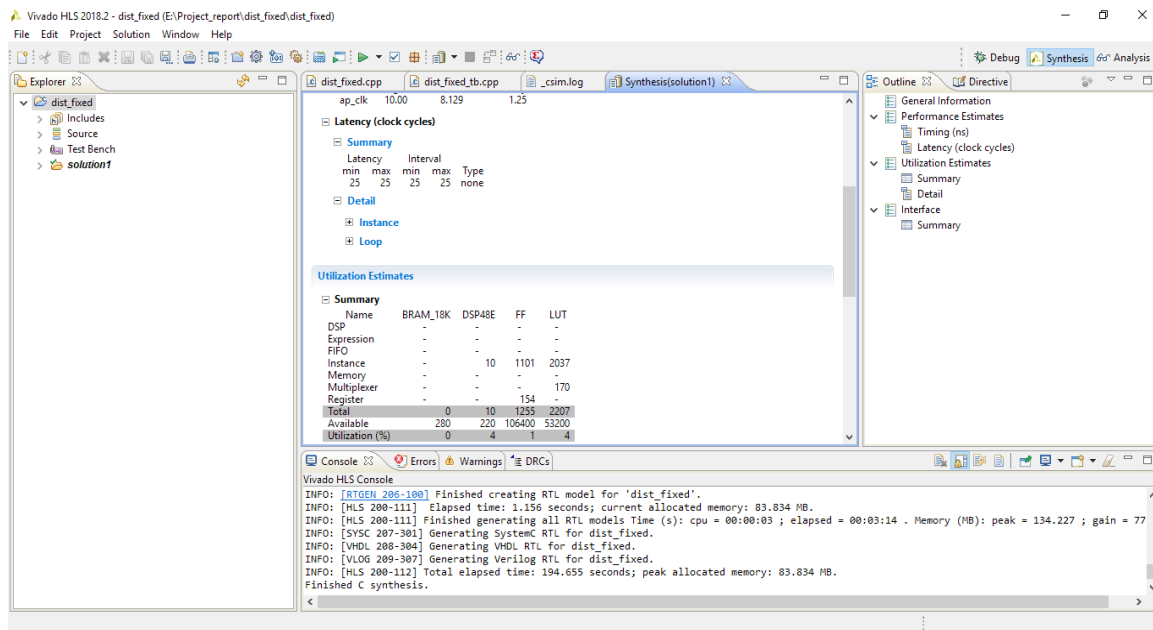 Vivado HLS 2018.2 - dist_fixed (E:\Project_report\dist_fixed\dist_fixed)
File Edit Project Solution Window Help
Debug Synthesis Analysis
Explorer
dist_fixed
Includes
Source
Test Bench
solution1
dist_fixed.cpp dist_fixed_tb.cpp _csim.log Synthesis(solution1)
ap_clk 10.00 8.129 1.25
Latency (clock cycles)
Summary
Latency Interval
min max min max Type
25 25 25 25 none
Detail
Instance
Loop
Utilization Estimates
Summary
Name BRAM_18K DSP48E FF LUT
DSP - - - -
Expression - - - -
FIFO - - - -
Instance - 10 1101 2037
Memory - - - -
Multiplexer - - - 170
Register - - 154 -
Total 0 10 1255 2207
Available 280 220 106400 53200
Utilization (%) 0 4 1 4
Outline Directive
General Information
Performance Estimates
Timing (ns)
Latency (clock cycles)
Utilization Estimates
Summary
Detail
Interface
Summary
Console Errors Warnings DRCs
Vivado HLS Console
INFO: [RTGEN 206-100] Finished creating RTL model for 'dist_fixed'.
INFO: [HLS 200-111] Elapsed time: 1.156 seconds; current allocated memory: 83.834 MB.
INFO: [HLS 200-111] Finished generating all RTL models Time (s): cpu = 00:00:03 ; elapsed = 00:03:14 . Memory (MB): peak = 134.227 ; gain = 77
INFO: [SYSC 207-301] Generating SystemC RTL for dist_fixed.
INFO: [VHDL 208-304] Generating VHDL RTL for dist_fixed.
INFO: [VLOG 209-307] Generating Verilog RTL for dist_fixed.
INFO: [HLS 200-112] Total elapsed time: 194.655 seconds; peak allocated memory: 83.834 MB.
Finished C synthesis.